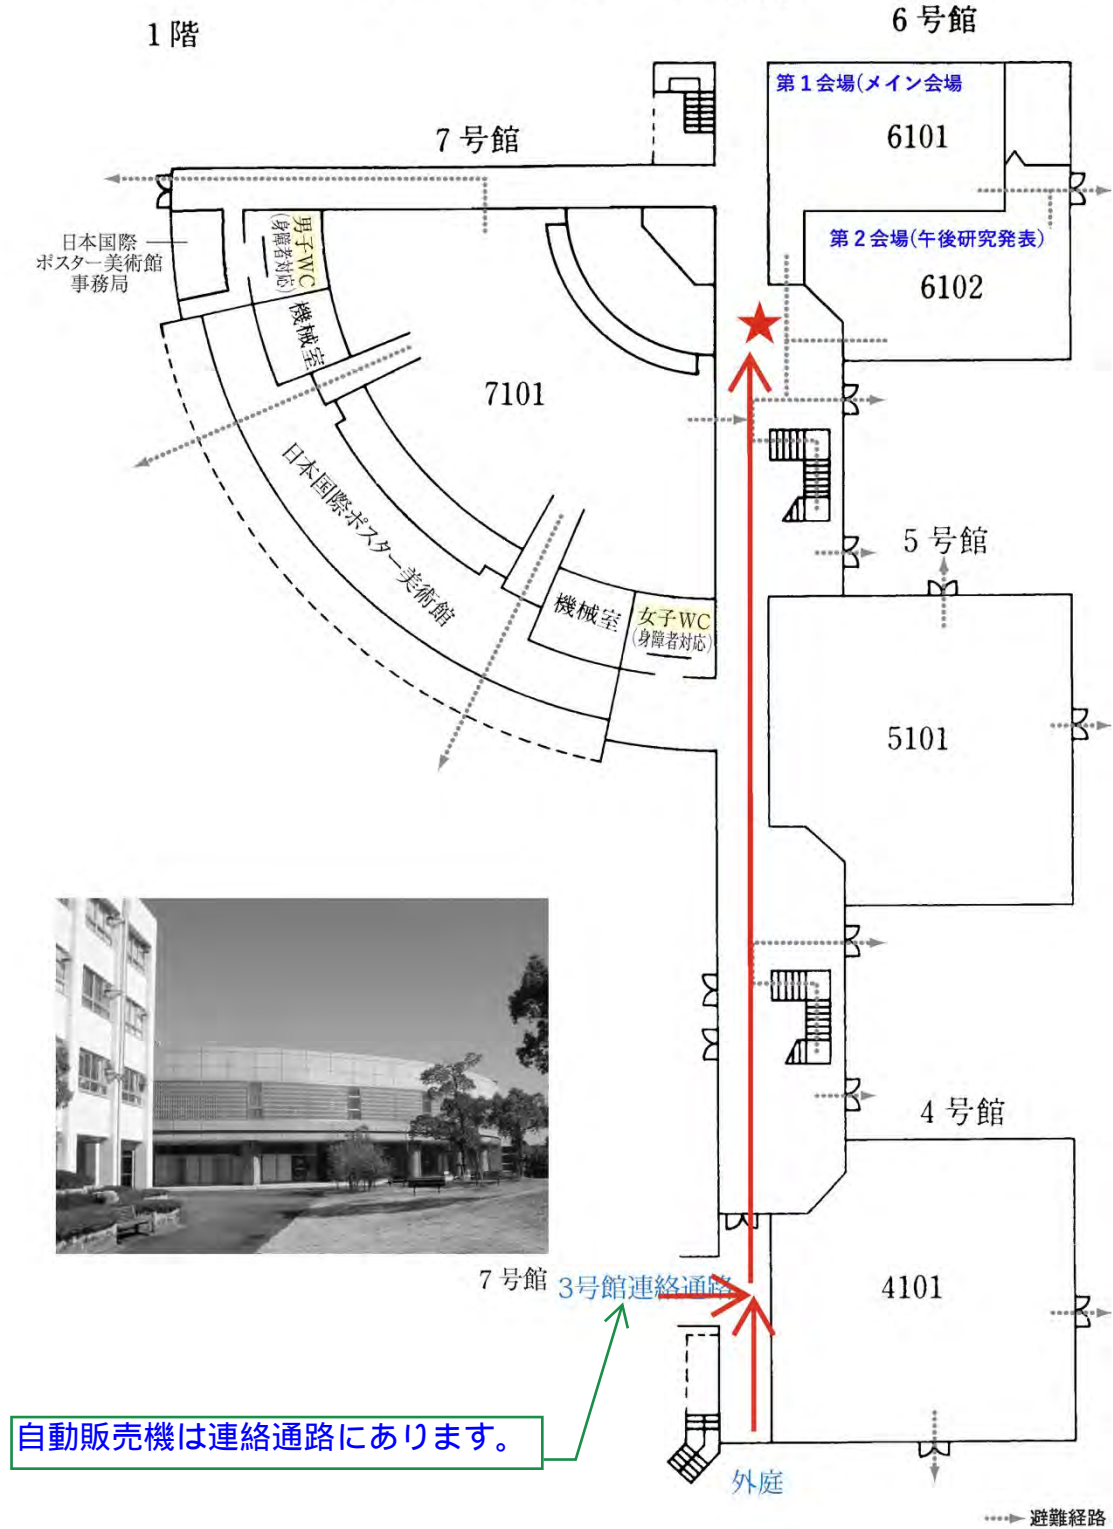 1階
6号館
第1会場(メイン会場
6101
7号館
日本国際
ポスター美術館
事務局
男子WC
(身障者対応)
第2会場(午後研究発表)
6102
機械室
7101
日本国際ポスター美術館
5号館
機械室
女子WC
(身障者対応)
5101
4号館
7号館
3号館連絡通路
4101
自動販売機は連絡通路にあります。
外庭
避難経路